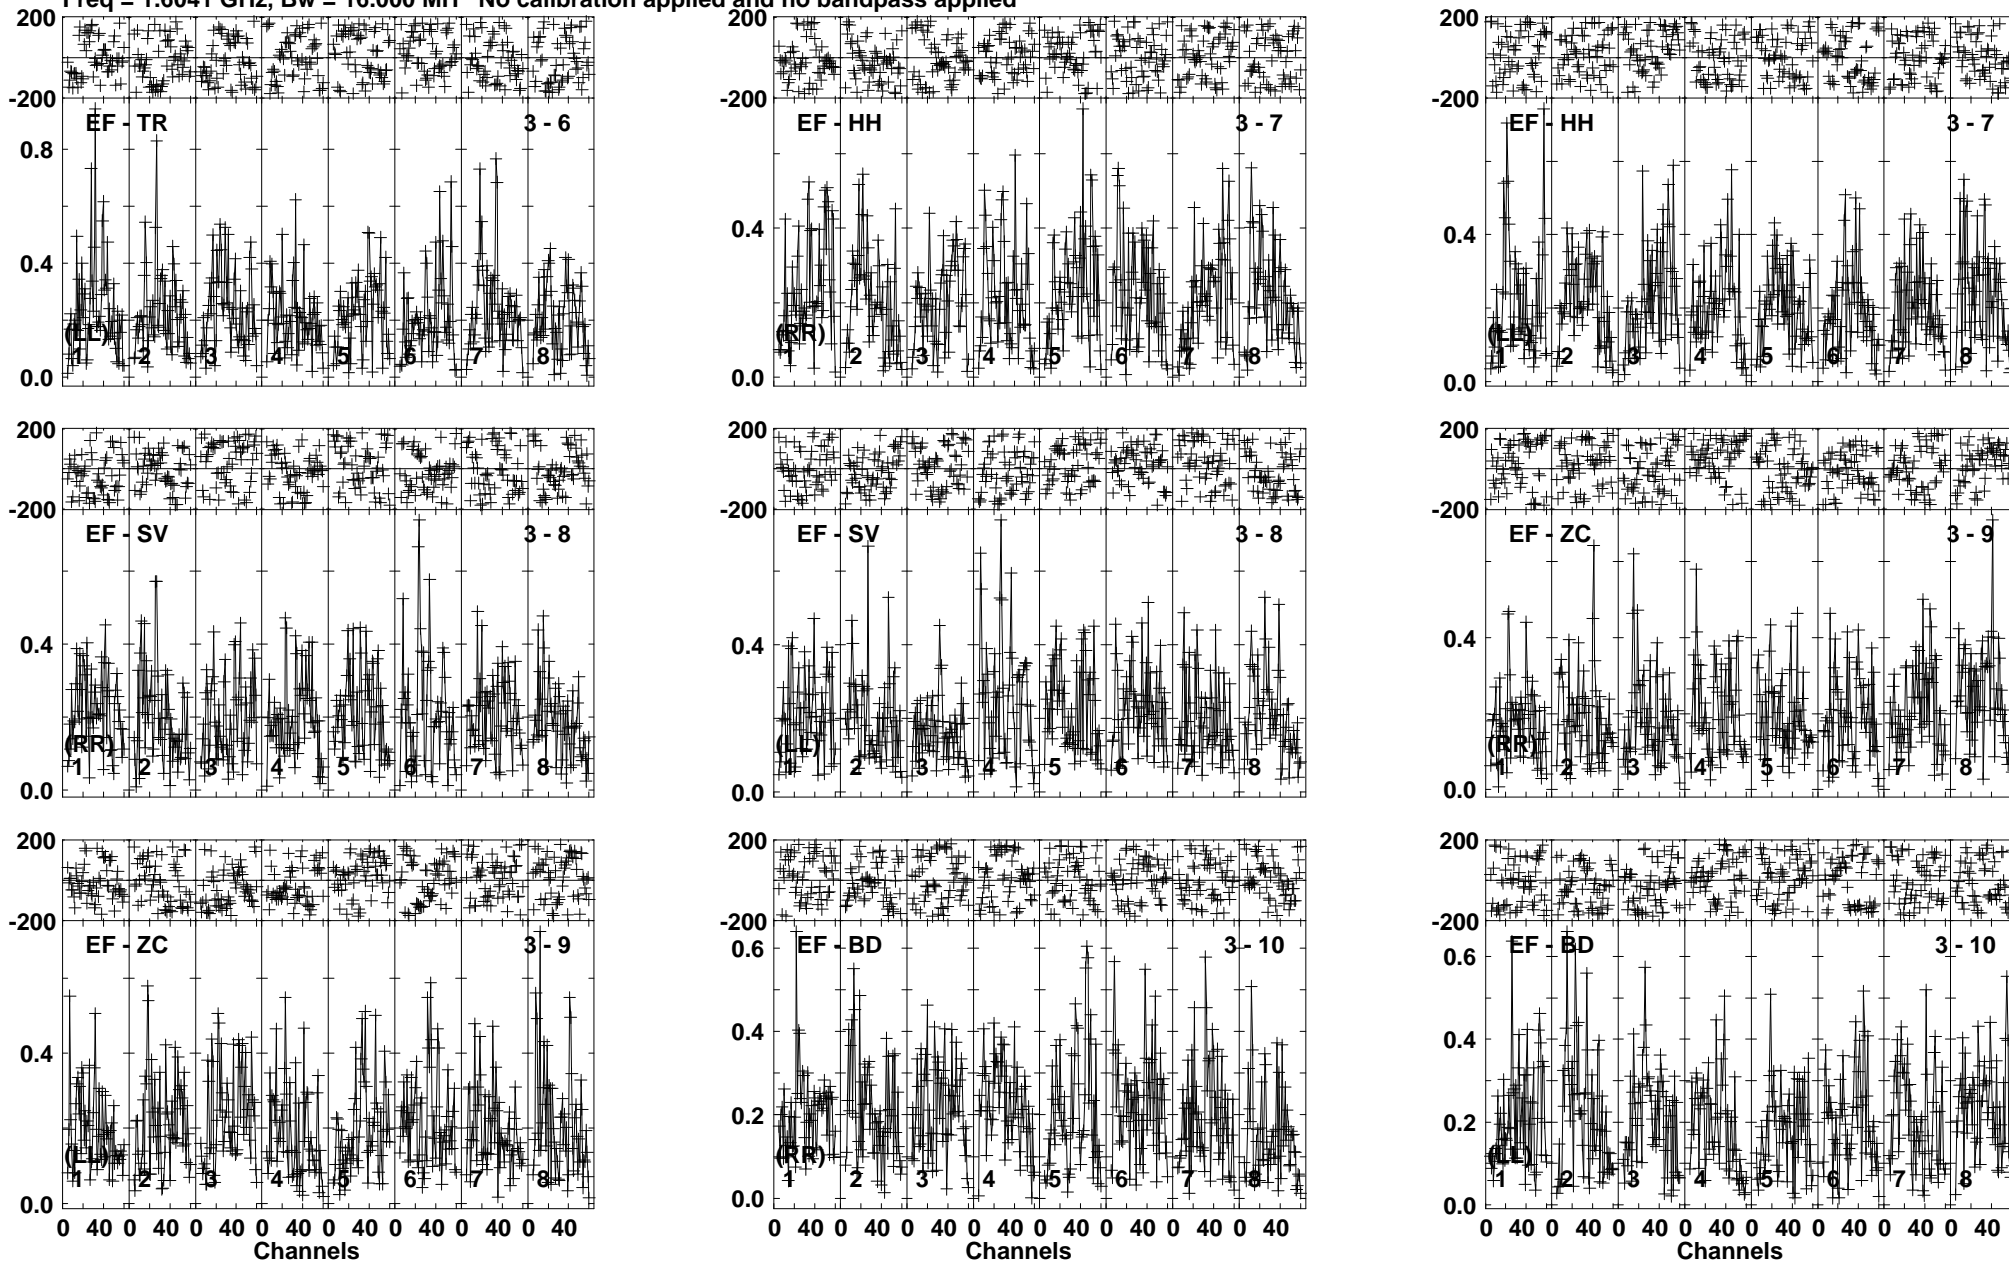 Freq = 1.6041 GHz, Bw = 16.000 MH No calibration applied and no bandpass applied
200
-200
EF - TR 3 - 6
0.8
0.4
0.0
(LL)
1 2 3 4 5 6 7 8
200
-200
EF - HH 3 - 7
0.4
0.0
(RR)
1 2 3 4 5 6 7 8
200
-200
EF - HH 3 - 7
0.4
0.0
(LL)
1 2 3 4 5 6 7 8
200
-200
EF - SV 3 - 8
0.4
0.0
(RR)
1 2 3 4 5 6 7 8
200
-200
EF - SV 3 - 8
0.4
0.0
(LL)
1 2 3 4 5 6 7 8
200
-200
EF - ZC 3 - 9
0.4
0.0
(RR)
1 2 3 4 5 6 7 8
200
-200
EF - ZC 3 - 9
0.4
0.0
(LL)
1 2 3 4 5 6 7 8
0 40 0 40 0 40 0 40 0 40 0 40 0 40 0 40
Channels
200
-200
EF - BD 3 - 10
0.6
0.4
0.2
0.0
(RR)
1 2 3 4 5 6 7 8
0 40 0 40 0 40 0 40 0 40 0 40 0 40 0 40
Channels
200
-200
EF - BD 3 - 10
0.6
0.4
0.2
0.0
(LL)
1 2 3 4 5 6 7 8
0 40 0 40 0 40 0 40 0 40 0 40 0 40 0 40
Channels